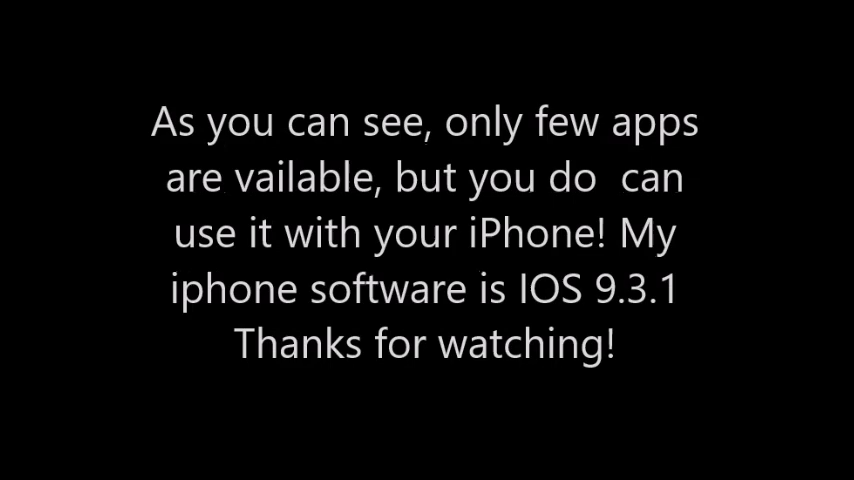 As you can see, only few apps
are vailable, but you do  can
use it with your iPhone! My
iphone software is IOS 9.3.1
Thanks for watching!